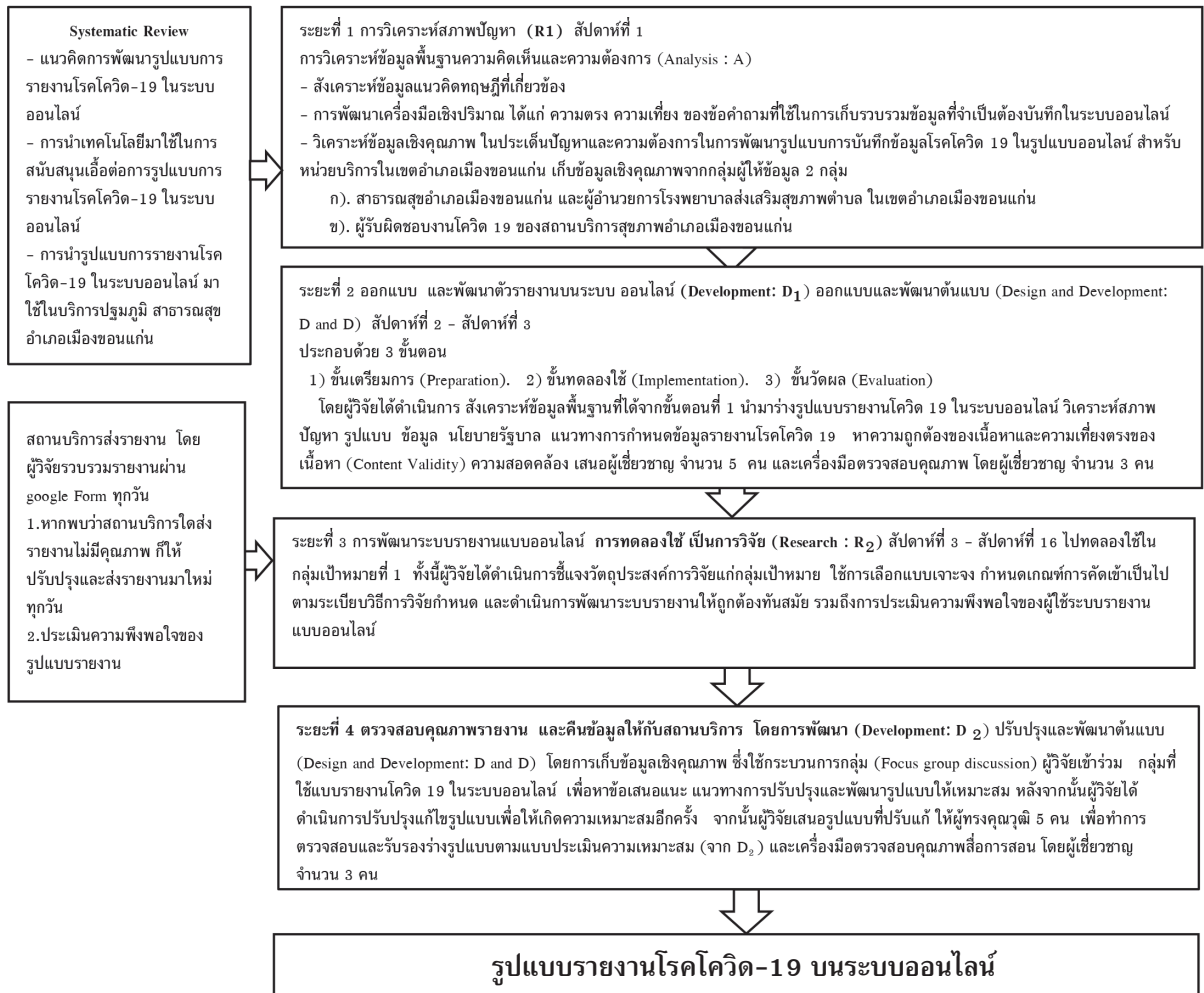 Systematic Review
- แนวคิดการพัฒนารูปแบบการ
รายงานโรคโควิด-19 ในระบบ
ออนไลน์
- การนำเทคโนโลยีมาใช้ในการ
สนับสนุนเอื้อต่อการรูปแบบการ
รายงานโรคโควิด-19 ในระบบ
ออนไลน์
- การนำรูปแบบการรายงานโรค
โควิด-19 ในระบบออนไลน์ มา
ใช้ในบริการปฐมภูมิ สาธารณสุข
อำเภอเมืองขอนแก่น
ระยะที่ 1 การวิเคราะห์สภาพปัญหา (R1) สัปดาห์ที่ 1
การวิเคราะห์ข้อมูลพื้นฐานความคิดเห็นและความต้องการ (Analysis : A)
- สังเคราะห์ข้อมูลแนวคิดทฤษฎีที่เกี่ยวข้อง
- การพัฒนาเครื่องมือเชิงปริมาณ ได้แก่ ความตรง ความเที่ยง ของข้อคำถามที่ใช้ในการเก็บรวบรวมข้อมูลที่จำเป็นต้องบันทึกในระบบออนไลน์
- วิเคราะห์ข้อมูลเชิงคุณภาพ ในประเด็นปัญหาและความต้องการในการพัฒนารูปแบบการบันทึกข้อมูลโรคโควิด 19 ในรูปแบบออนไลน์ สำหรับ
หน่วยบริการในเขตอำเภอเมืองขอนแก่น เก็บข้อมูลเชิงคุณภาพจากกลุ่มผู้ให้ข้อมูล 2 กลุ่ม
ก). สาธารณสุขอำเภอเมืองขอนแก่น และผู้อำนวยการโรงพยาบาลส่งเสริมสุขภาพตำบล ในเขตอำเภอเมืองขอนแก่น
ข). ผู้รับผิดชอบงานโควิด 19 ของสถานบริการสุขภาพอำเภอเมืองขอนแก่น
ระยะที่ 2 ออกแบบ และพัฒนาตัวรายงานบนระบบ ออนไลน์ (Development: D1) ออกแบบและพัฒนาต้นแบบ (Design and Development:
D and D) สัปดาห์ที่ 2 - สัปดาห์ที่ 3
ประกอบด้วย 3 ขั้นตอน
1) ขั้นเตรียมการ (Preparation). 2) ขั้นทดลองใช้ (Implementation). 3) ขั้นวัดผล (Evaluation)
โดยผู้วิจัยได้ดำเนินการ สังเคราะห์ข้อมูลพื้นฐานที่ได้จากขั้นตอนที่ 1 นำมาร่างรูปแบบรายงานโควิด 19 ในระบบออนไลน์ วิเคราะห์สภาพ
ปัญหา รูปแบบ ข้อมูล นโยบายรัฐบาล แนวทางการกำหนดข้อมูลรายงานโรคโควิด 19 หาความถูกต้องของเนื้อหาและความเที่ยงตรงของ
เนื้อหา (Content Validity) ความสอดคล้อง เสนอผู้เชี่ยวชาญ จำนวน 5 คน และเครื่องมือตรวจสอบคุณภาพ โดยผู้เชี่ยวชาญ จำนวน 3 คน
สถานบริการส่งรายงาน โดย
ผู้วิจัยรวบรวมรายงานผ่าน
google Form ทุกวัน
1.หากพบว่าสถานบริการใดส่ง
รายงานไม่มีคุณภาพ ก็ให้
ปรับปรุงและส่งรายงานมาใหม่
ทุกวัน
2.ประเมินความพึงพอใจของ
รูปแบบรายงาน
ระยะที่ 3 การพัฒนาระบบรายงานแบบออนไลน์ การทดลองใช้ เป็นการวิจัย (Research : R2) สัปดาห์ที่ 3 - สัปดาห์ที่ 16 ไปทดลองใช้ใน
กลุ่มเป้าหมายที่ 1 ทั้งนี้ผู้วิจัยได้ดำเนินการชี้แจงวัตถุประสงค์การวิจัยแก่กลุ่มเป้าหมาย ใช้การเลือกแบบเจาะจง กำหนดเกณฑ์การคัดเข้าเป็นไป
ตามระเบียบวิธีการวิจัยกำหนด และดำเนินการพัฒนาระบบรายงานให้ถูกต้องทันสมัย รวมถึงการประเมินความพึงพอใจของผู้ใช้ระบบรายงาน
แบบออนไลน์
ระยะที่ 4 ตรวจสอบคุณภาพรายงาน และคืนข้อมูลให้กับสถานบริการ โดยการพัฒนา (Development: D 2) ปรับปรุงและพัฒนาต้นแบบ
(Design and Development: D and D) โดยการเก็บข้อมูลเชิงคุณภาพ ซึ่งใช้กระบวนการกลุ่ม (Focus group discussion) ผู้วิจัยเข้าร่วม กลุ่มที่
ใช้แบบรายงานโควิด 19 ในระบบออนไลน์ เพื่อหาข้อเสนอแนะ แนวทางการปรับปรุงและพัฒนารูปแบบให้เหมาะสม หลังจากนั้นผู้วิจัยได้
ดำเนินการปรับปรุงแก้ไขรูปแบบเพื่อให้เกิดความเหมาะสมอีกครั้ง จากนั้นผู้วิจัยเสนอรูปแบบที่ปรับแก้ ให้ผู้ทรงคุณวุฒิ 5 คน เพื่อทำการ
ตรวจสอบและรับรองร่างรูปแบบตามแบบประเมินความเหมาะสม (จาก D₂) และเครื่องมือตรวจสอบคุณภาพสื่อการสอน โดยผู้เชี่ยวชาญ
จำนวน 3 คน
รูปแบบรายงานโรคโควิด-19 บนระบบออนไลน์